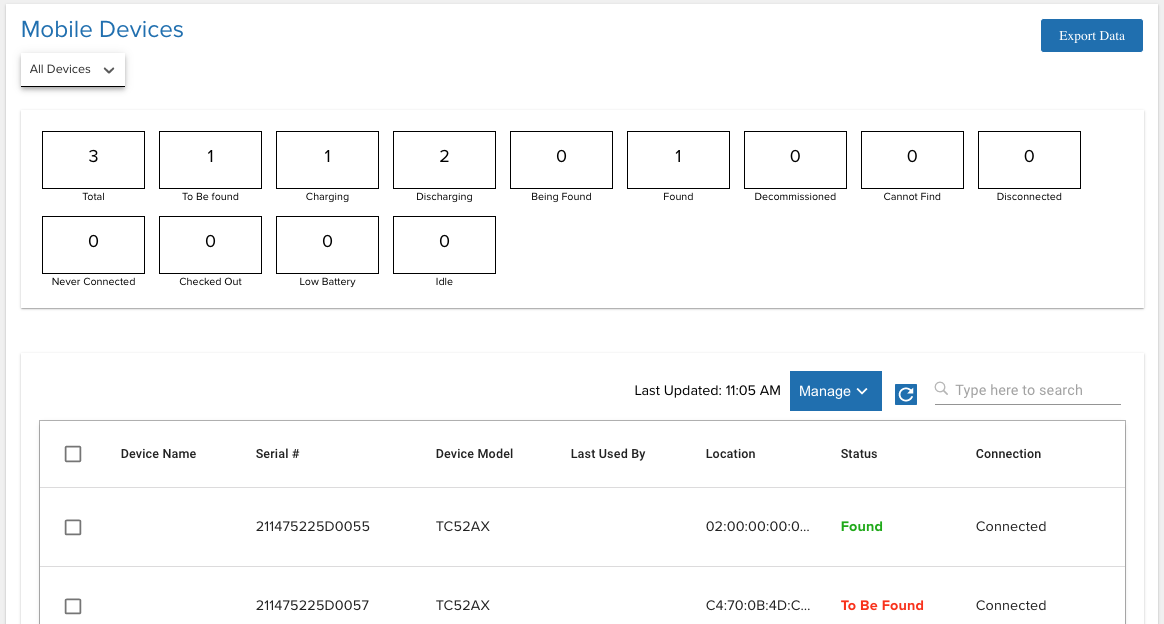 Mobile Devices
Export Data
All Devices
3 1 1 2 0 1 0 0 0
Total To Be found Charging Discharging Being Found Found Decommissioned Cannot Find Disconnected
0 0 0 0
Never Connected Checked Out Low Battery Idle
Last Updated: 11:05 AM Manage Type here to search
Device Name Serial # Device Model Last Used By Location Status Connection
211475225D0055 TC52AX 02:00:00:00:0... Found Connected
211475225D0057 TC52AX C4:70:0B:4D:C... To Be Found Connected